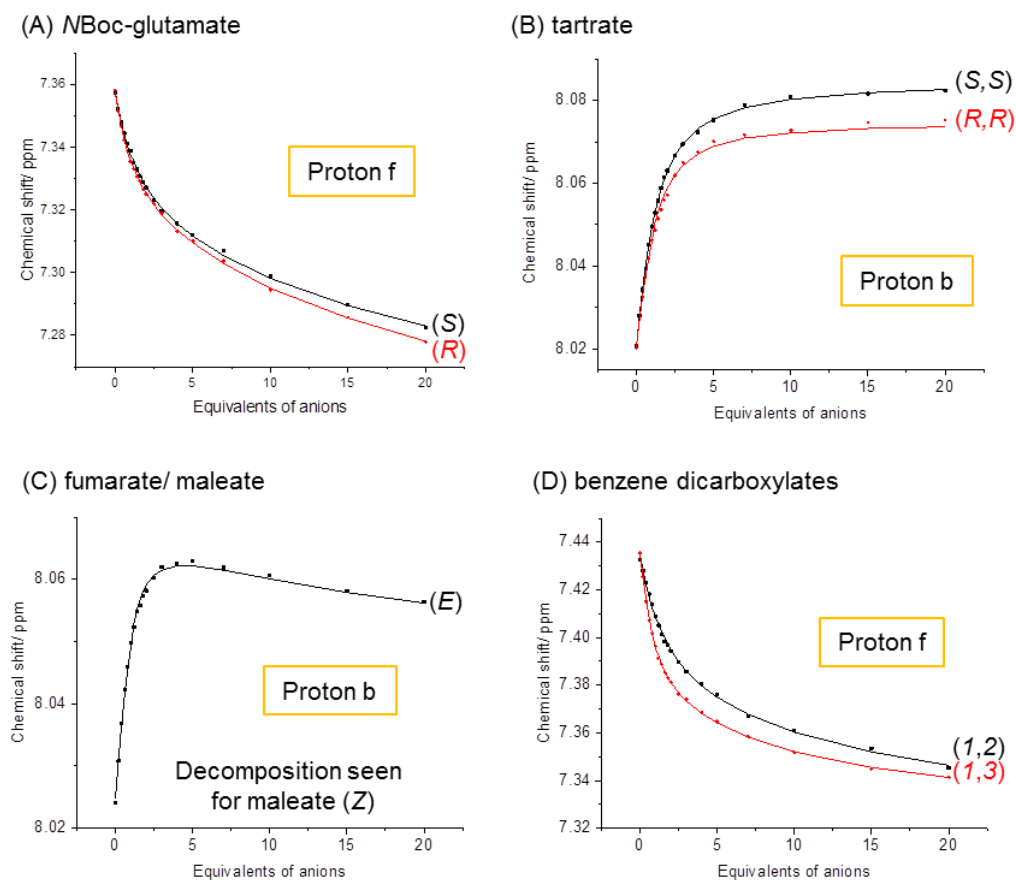 (A) NBoc-glutamate
Chemical shift/ ppm
7.36
7.34
7.32
7.30
7.28
Proton f
(S)
(R)
0 5 10 15 20
Equivalents of anions
(B) tartrate
Chemical shift/ ppm
8.08
8.06
8.04
8.02
(S,S)
(R,R)
Proton b
0 5 10 15 20
Equivalents of anions
(C) fumarate/ maleate
Chemical shift/ ppm
8.06
8.04
8.02
(E)
Proton b
Decomposition seen
for maleate (Z)
0 5 10 15 20
Equivalents of anions
(D) benzene dicarboxylates
Chemical shift/ ppm
7.44
7.42
7.40
7.38
7.36
7.34
7.32
Proton f
(1,2)
(1,3)
0 5 10 15 20
Equivalents of anions